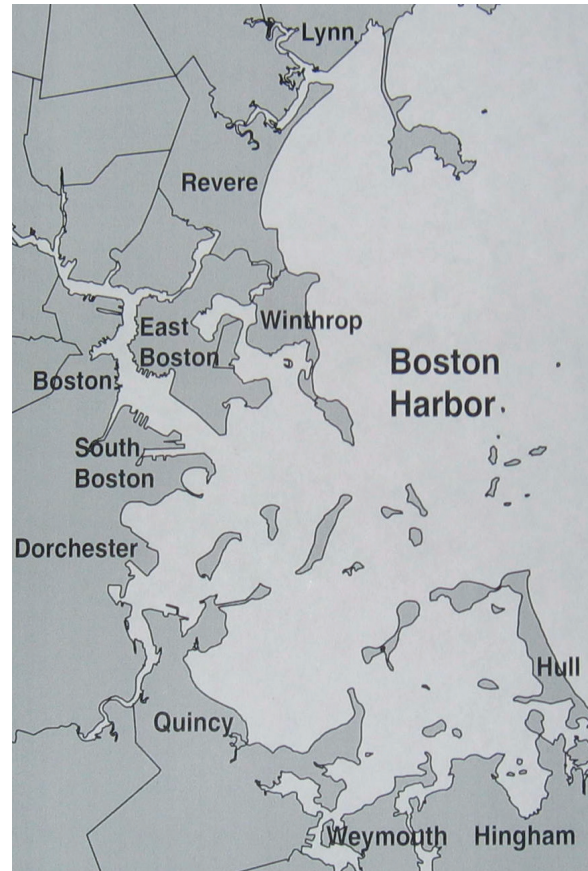 Lynn
Revere
East
Boston
Winthrop
Boston
Harbor
Boston
South
Boston
Dorchester
Hull
Quincy
Weymouth
Hingham